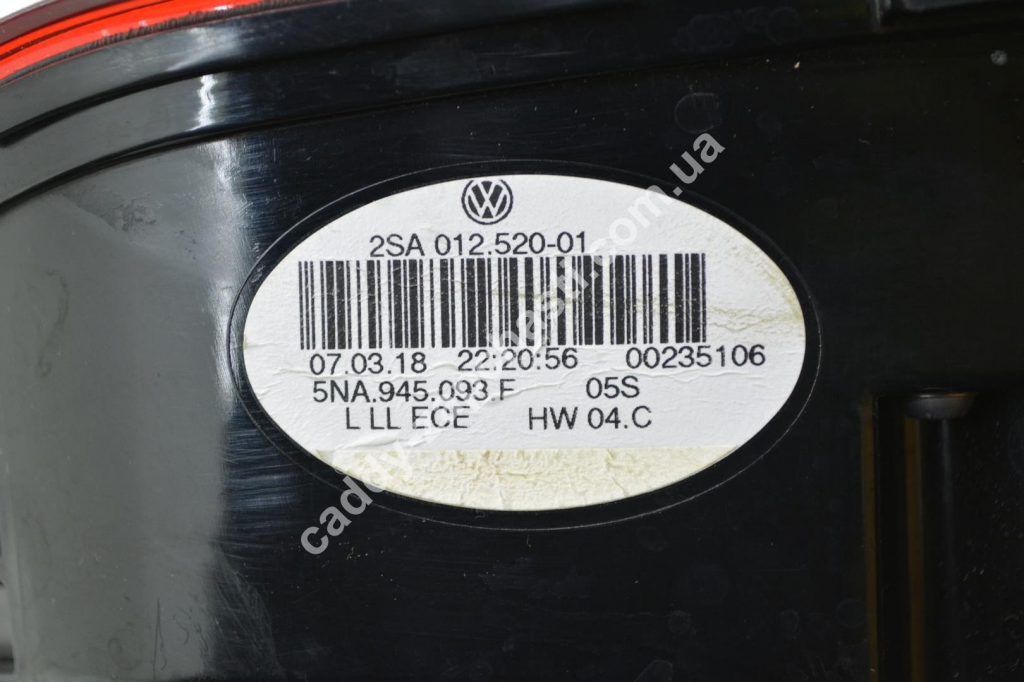 2SA 012.520-01
07.03.18 22:20:56 00235106
5NA.945.093.F 05S
L LL ECE HW 04.C